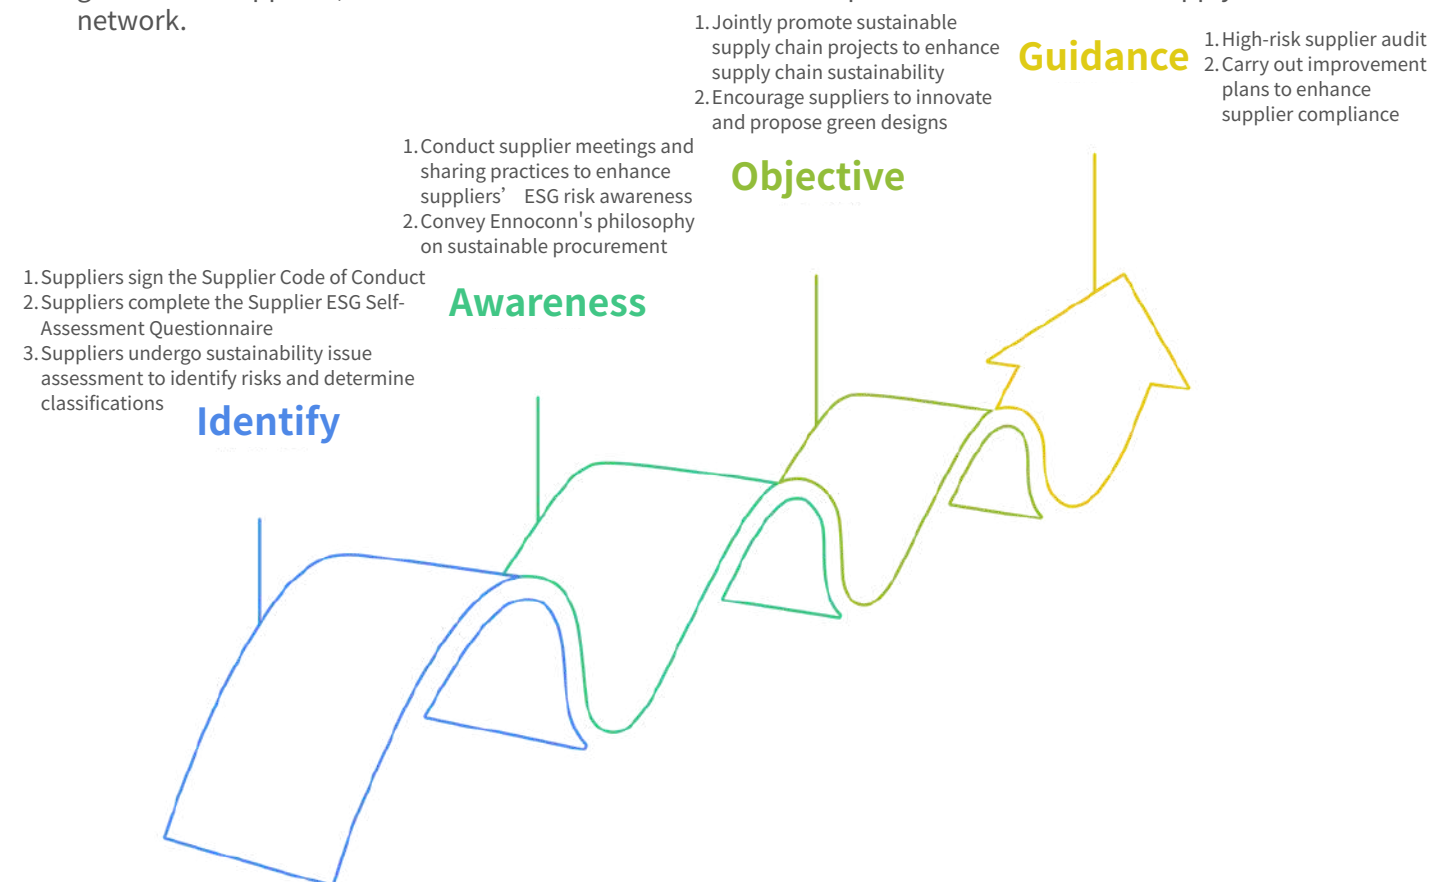 network.
1. Jointly promote sustainable
supply chain projects to enhance
supply chain sustainability
2. Encourage suppliers to innovate
and propose green designs
Guidance
1. High-risk supplier audit
2. Carry out improvement
plans to enhance
supplier compliance
1. Conduct supplier meetings and
sharing practices to enhance
suppliers’ ESG risk awareness
2. Convey Ennoconn's philosophy
on sustainable procurement
Objective
1. Suppliers sign the Supplier Code of Conduct
2. Suppliers complete the Supplier ESG Self-
Assessment Questionnaire
3. Suppliers undergo sustainability issue
assessment to identify risks and determine
classifications
Awareness
Identify